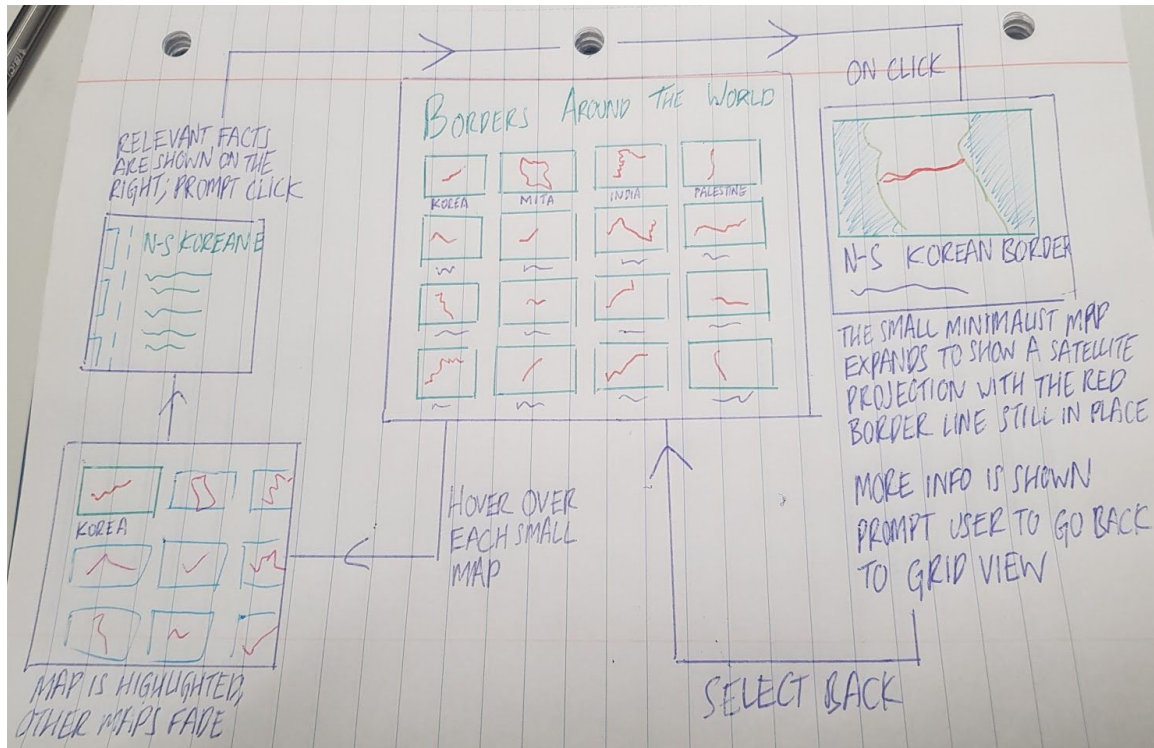 BORDERS AROUND THE WORLD
KOREA
MITA
INDIA
PALESTINE
HOVER OVER
EACH SMALL
MAP
KOREA
MAP IS HIGHLIGHTED,
OTHER MAPS FADE
RELEVANT FACTS
ARE SHOWN ON THE
RIGHT; PROMPT CLICK
N-S KOREAN B
ON CLICK
N-S KOREAN BORDER
THE SMALL MINIMALIST MAP
EXPANDS TO SHOW A SATELLITE
PROJECTION WITH THE RED
BORDER LINE STILL IN PLACE
MORE INFO IS SHOWN
PROMPT USER TO GO BACK
TO GRID VIEW
SELECT BACK